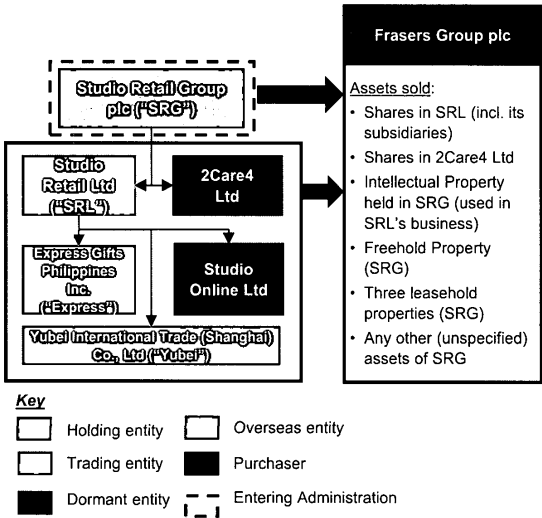 Studio Retail Group
plc (“SRG”)
Studio
Retail Ltd
(“SRL”)
2Care4
Ltd
Express Gifts
Philippines
Inc.
(“Express”)
Studio
Online Ltd
Yubei International Trade (Shanghai)
Co., Ltd (“Yubei”)
Frasers Group plc
Assets sold:
• Shares in SRL (incl. its
subsidiaries)
• Shares in 2Care4 Ltd
• Intellectual Property
held in SRG (used in
SRL's business)
• Freehold Property
(SRG)
• Three leasehold
properties (SRG)
• Any other (unspecified)
assets of SRG
Key
Holding entity
Overseas entity
Trading entity
Purchaser
Dormant entity
Entering Administration